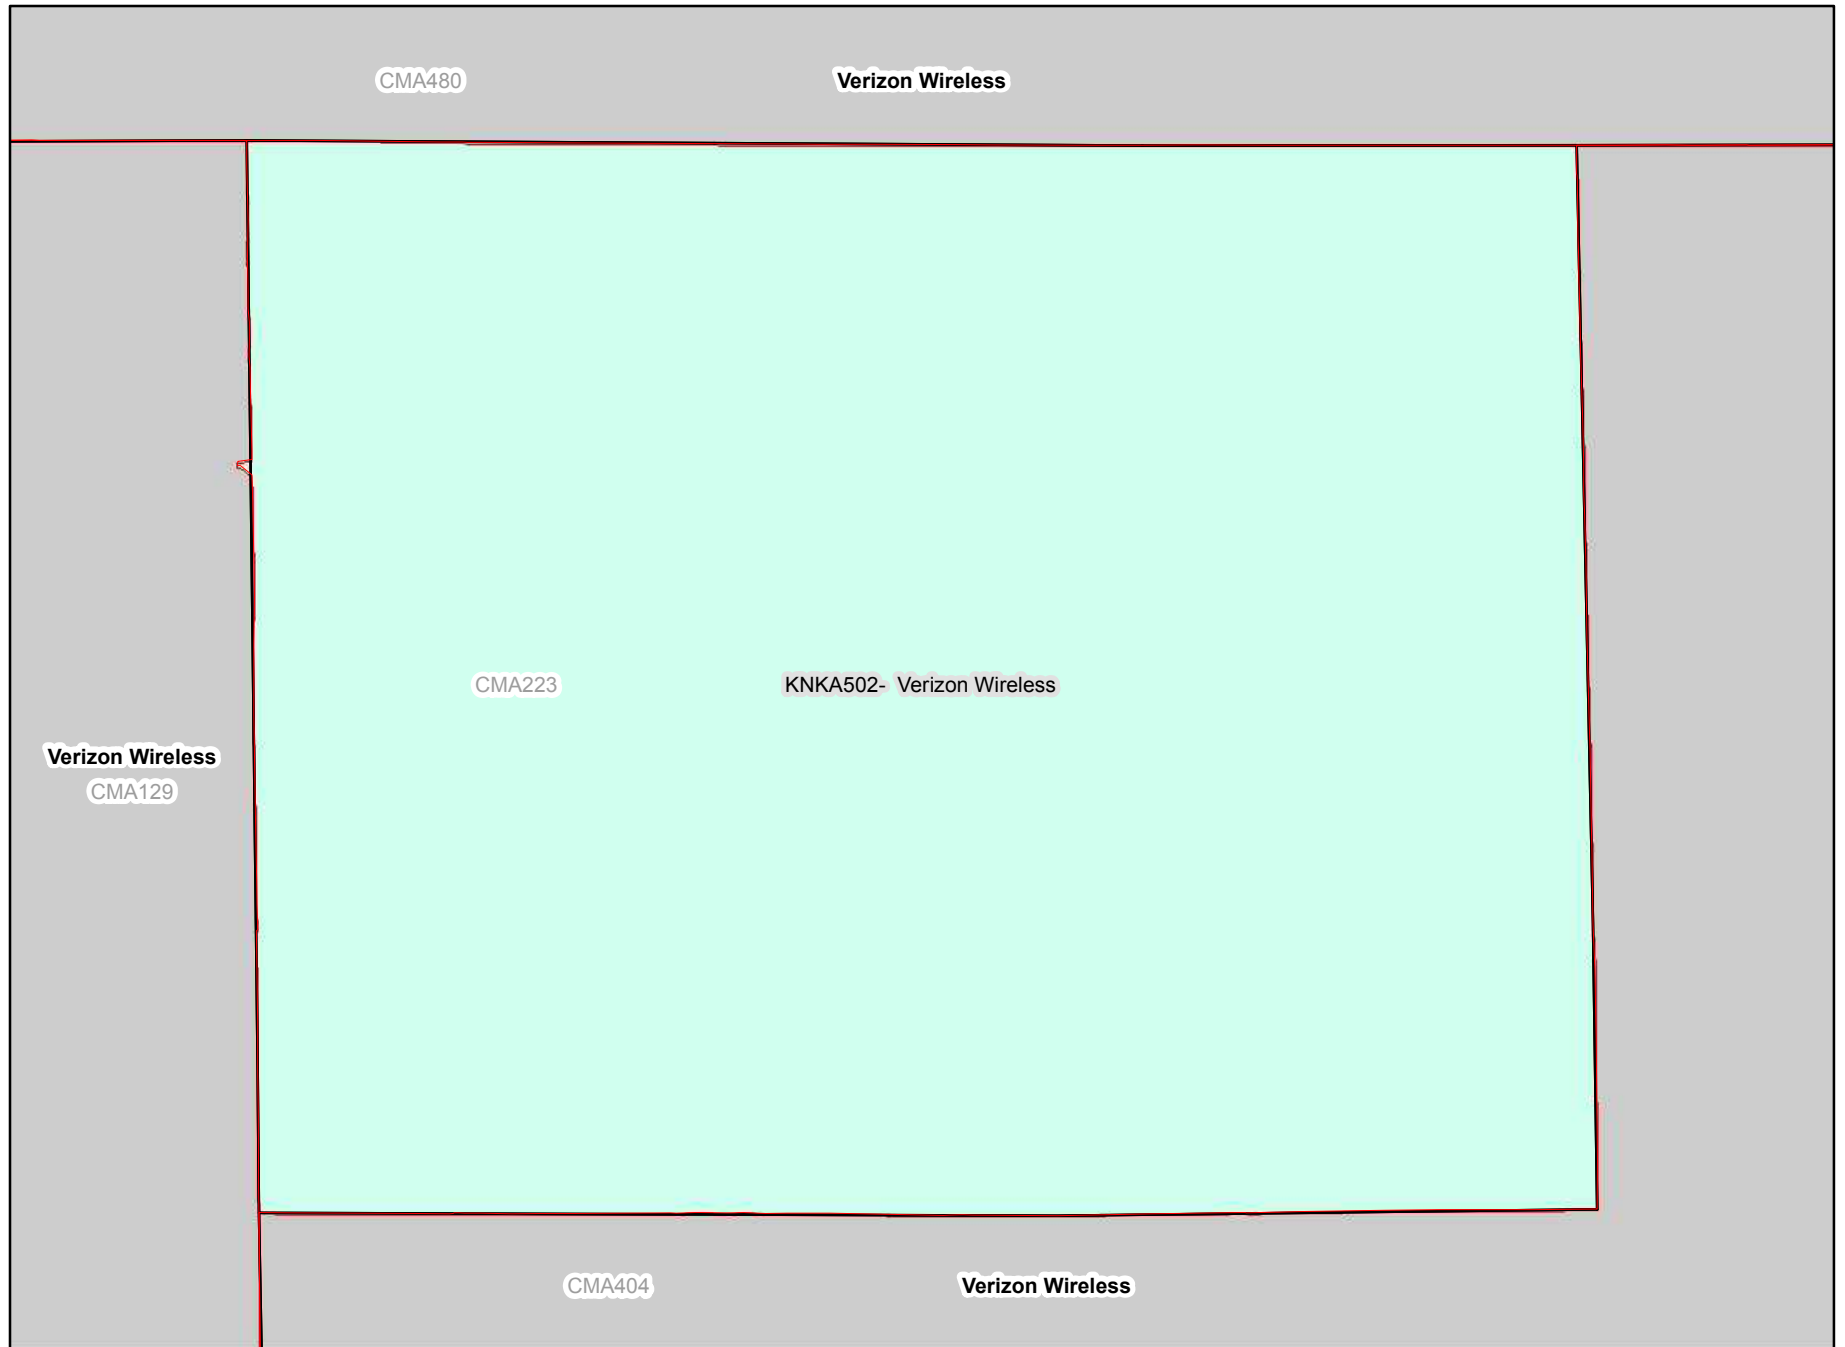 CMA480 Verizon Wireless
CMA223 KNKA502- Verizon Wireless
Verizon Wireless
CMA129
CMA404 Verizon Wireless